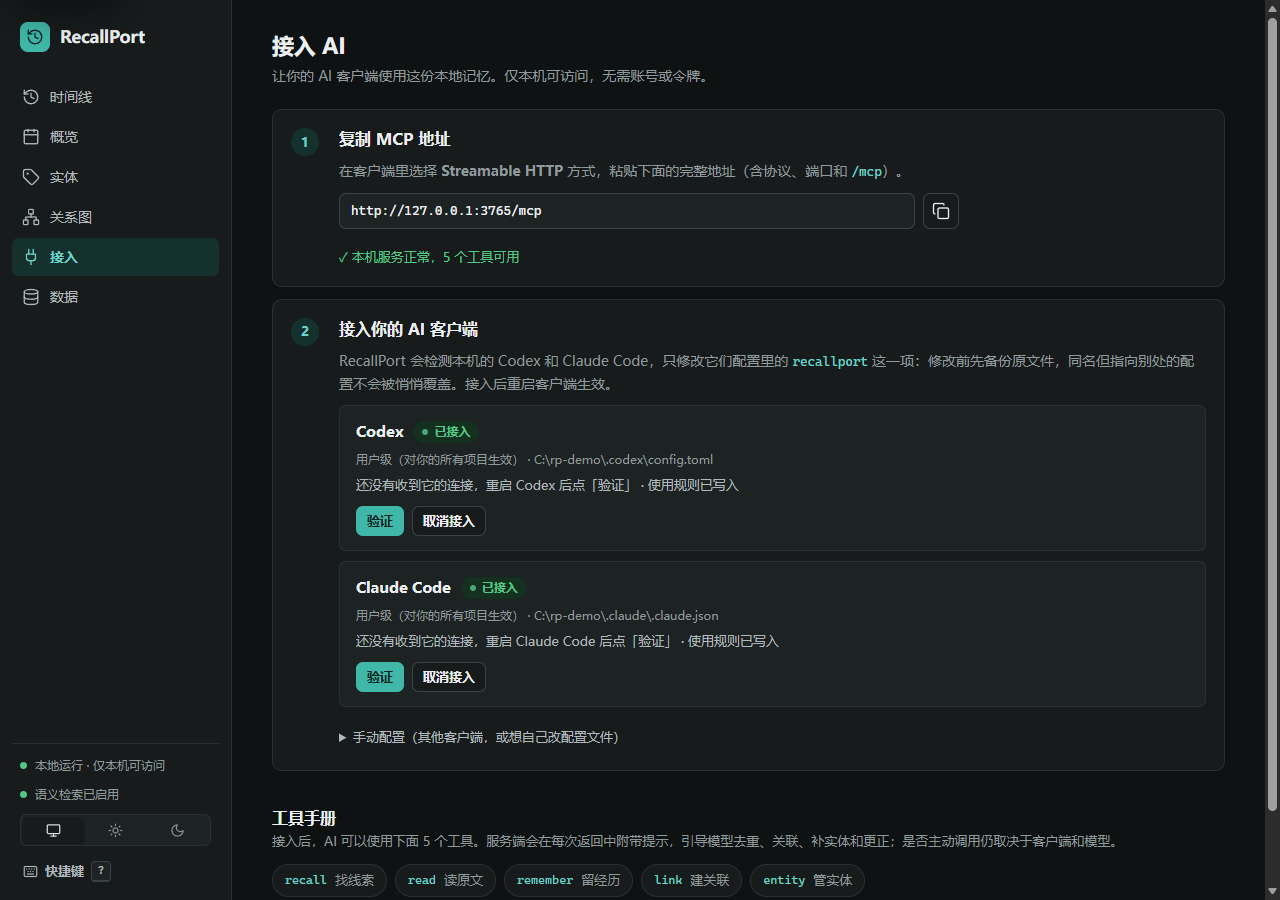 RecallPort
时间线
概览
实体
关系图
接入
数据
本地运行 · 仅本机可访问
语义检索已启用
快捷键 ?
接入 AI
让你的 AI 客户端使用这份本地记忆。仅本机可访问，无需账号或令牌。
1 复制 MCP 地址
在客户端里选择 Streamable HTTP 方式，粘贴下面的完整地址（含协议、端口和 /mcp）。
http://127.0.0.1:3765/mcp
✓ 本机服务正常，5 个工具可用
2 接入你的 AI 客户端
RecallPort 会检测本机的 Codex 和 Claude Code，只修改它们配置里的 recallport 这一项：修改前先备份原文件，同名但指向别处的配
置不会被悄悄覆盖。接入后重启客户端生效。
Codex 已接入
用户级（对你的所有项目生效） · C:\rp-demo\.codex\config.toml
还没有收到它的连接，重启 Codex 后点「验证」 · 使用规则已写入
验证 取消接入
Claude Code 已接入
用户级（对你的所有项目生效） · C:\rp-demo\.claude\.claude.json
还没有收到它的连接，重启 Claude Code 后点「验证」 · 使用规则已写入
验证 取消接入
手动配置（其他客户端，或想自己改配置文件）
工具手册
接入后，AI 可以使用下面 5 个工具。服务端会在每次返回中附带提示，引导模型去重、关联、补实体和更正；是否主动调用仍取决于客户端和模型。
recall 找线索 read 读原文 remember 留经历 link 建关联 entity 管实体